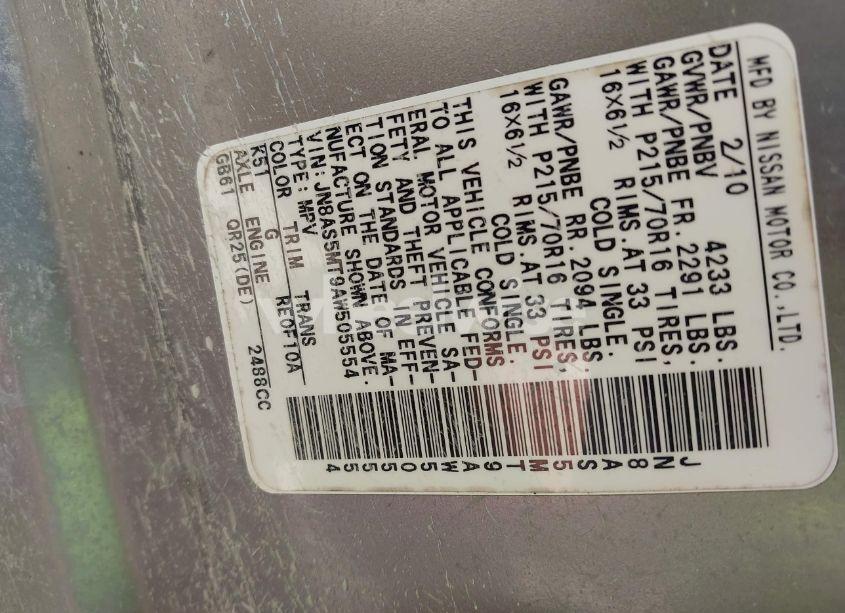 MFD BY NISSAN MOTOR CO.,LTD.
DATE 2/10
GVWR/PNBV 4233 LBS.
GAWR/PNBE FR. 2291 LBS.
WITH P215/70R16 TIRES,
16X6½ RIMS.AT 33 PSI
COLD SINGLE.
GAWR/PNBE RR. 2094 LBS
WITH P215/70R16 TIRES,
16X6½ RIMS.AT 33 PSI
COLD SINGLE.
THIS VEHICLE CONFORMS
TO ALL APPLICABLE FED-
ERAL MOTOR VEHICLE SA-
FETY AND THEFT PREVEN-
TION STANDARDS IN EFF-
ECT ON THE DATE OF MA-
NUFACTURE SHOWN ABOVE.
VIN:JN8AS5MT9AW505554
TYPE:MPV
COLOR TRIM TRANS
K51 G RE0F10A
AXLE ENGINE
GB61 QR25(DE) 2488CC
JN8AS5MT9AW505554